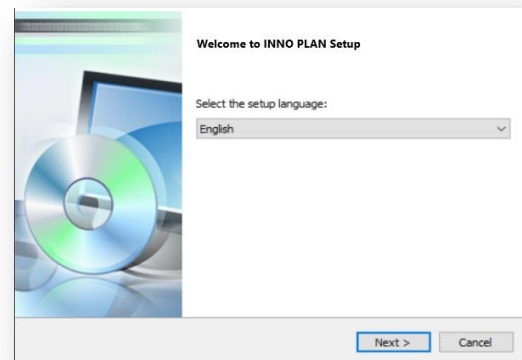 Welcome to INNO PLAN Setup
Select the setup language:
English
Next >
Cancel